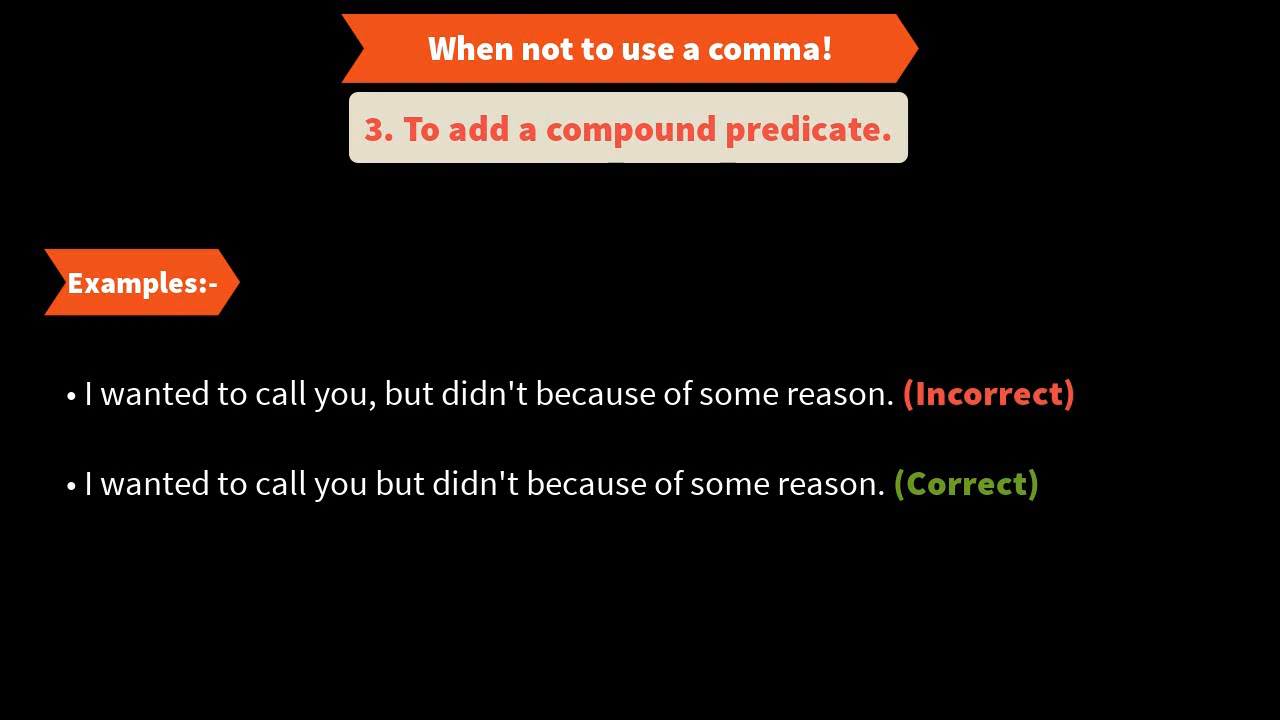 When not to use a comma!
3. To add a compound predicate.
Examples:-
• I wanted to call you, but didn't because of some reason. (Incorrect)
• I wanted to call you but didn't because of some reason. (Correct)